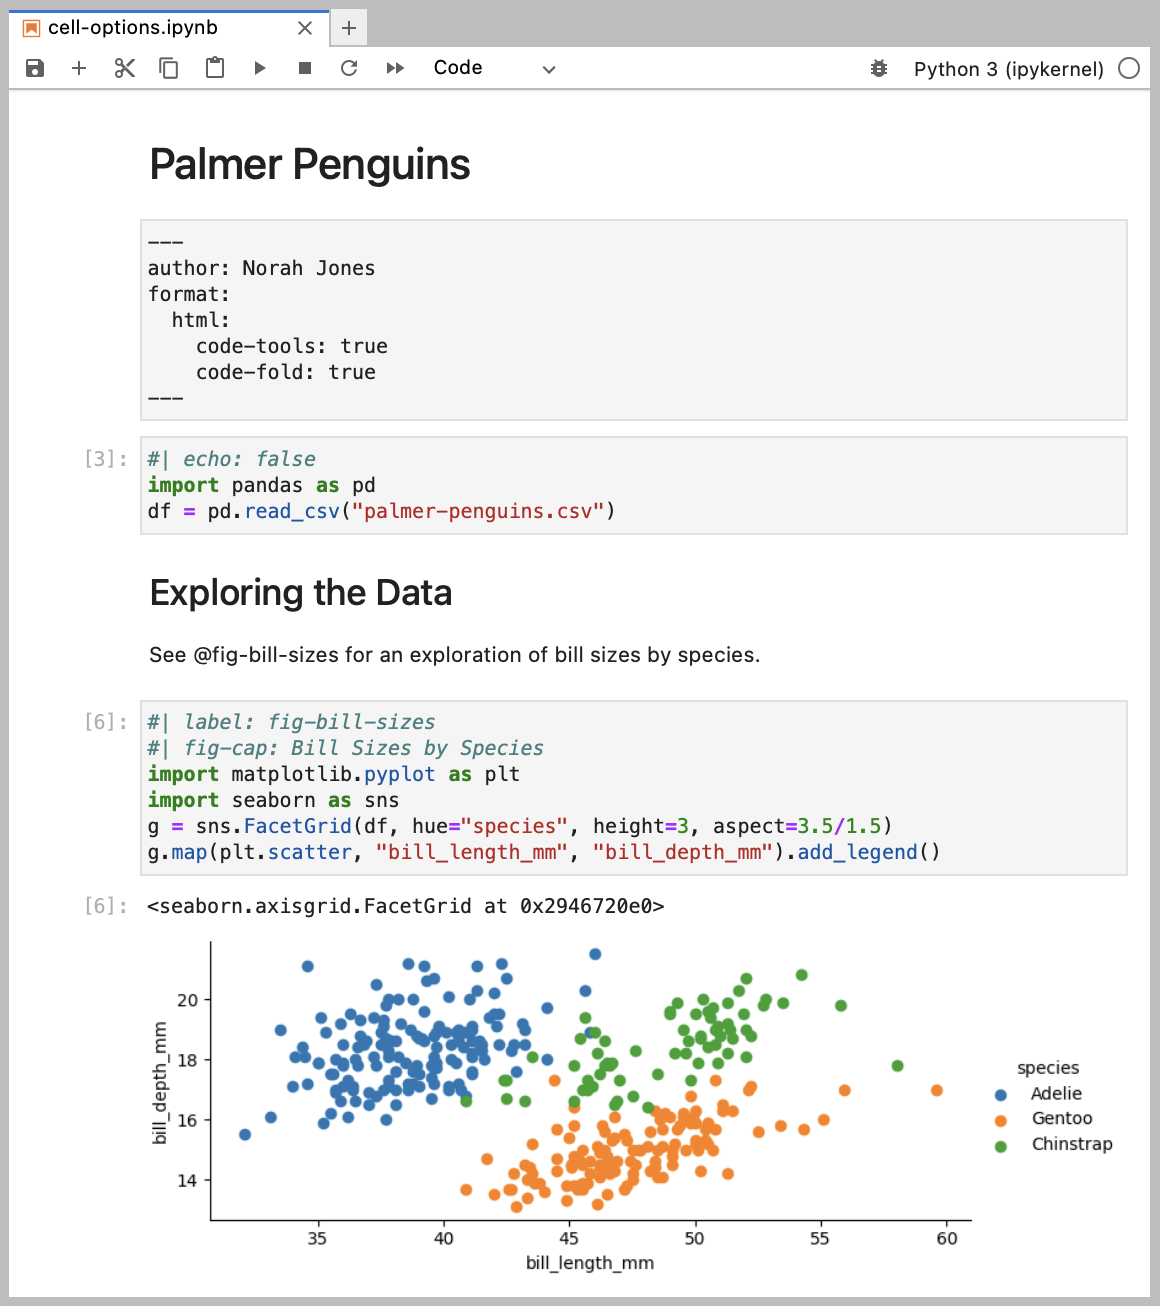 cell-options.ipynb
Code
Python 3 (ipykernel)
Palmer Penguins
---
author: Norah Jones
format:
  html:
    code-tools: true
    code-fold: true
---
[3]:
#| echo: false
import pandas as pd
df = pd.read_csv("palmer-penguins.csv")
Exploring the Data
See @fig-bill-sizes for an exploration of bill sizes by species.
[6]:
#| label: fig-bill-sizes
#| fig-cap: Bill Sizes by Species
import matplotlib.pyplot as plt
import seaborn as sns
g = sns.FacetGrid(df, hue="species", height=3, aspect=3.5/1.5)
g.map(plt.scatter, "bill_length_mm", "bill_depth_mm").add_legend()
[6]: <seaborn.axisgrid.FacetGrid at 0x2946720e0>
bill_depth_mm
20
18
16
14
35 40 45 50 55 60
bill_length_mm
species
Adelie
Gentoo
Chinstrap